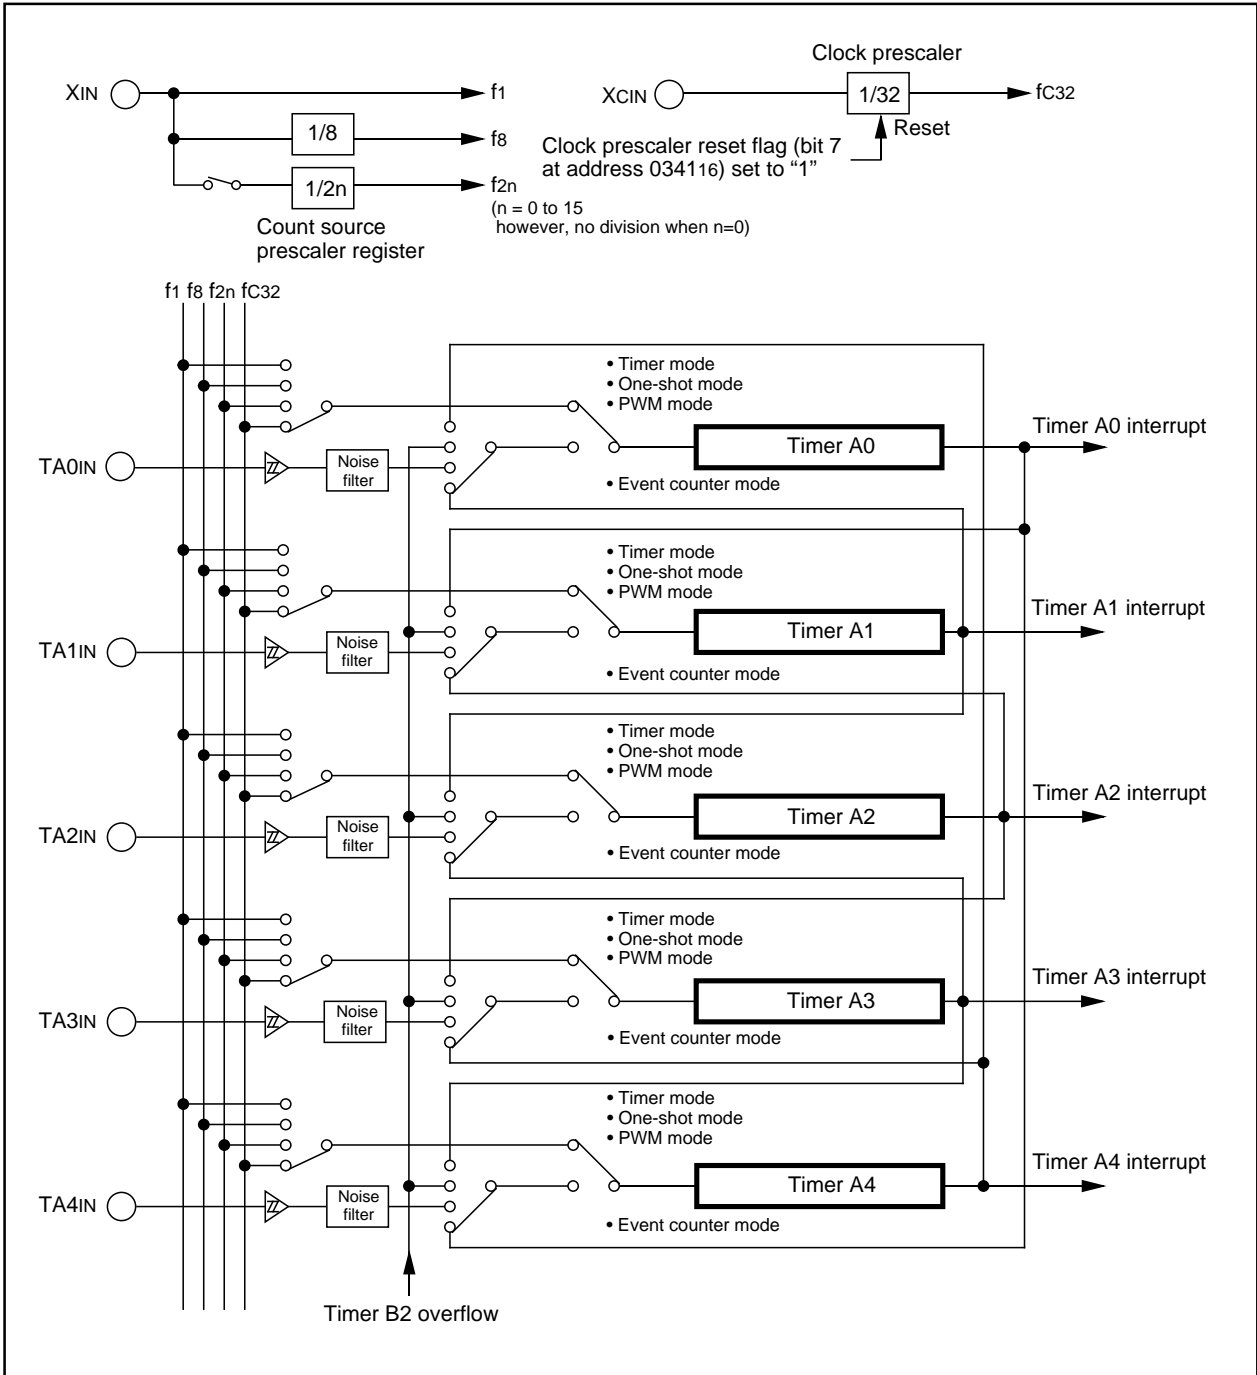 Clock prescaler
XIN
f1
XCIN
1/32
fC32
Reset
1/8
f8
Clock prescaler reset flag (bit 7
at address 034116) set to “1”
1/2n
f2n
(n = 0 to 15
however, no division when n=0)
Count source
prescaler register
f1 f8 f2n fC32
• Timer mode
• One-shot mode
• PWM mode
Timer A0
Timer A0 interrupt
TA0IN
Noise
filter
• Event counter mode
• Timer mode
• One-shot mode
• PWM mode
Timer A1
Timer A1 interrupt
TA1IN
Noise
filter
• Event counter mode
• Timer mode
• One-shot mode
• PWM mode
Timer A2
Timer A2 interrupt
TA2IN
Noise
filter
• Event counter mode
• Timer mode
• One-shot mode
• PWM mode
Timer A3
Timer A3 interrupt
TA3IN
Noise
filter
• Event counter mode
• Timer mode
• One-shot mode
• PWM mode
Timer A4
Timer A4 interrupt
TA4IN
Noise
filter
• Event counter mode
Timer B2 overflow